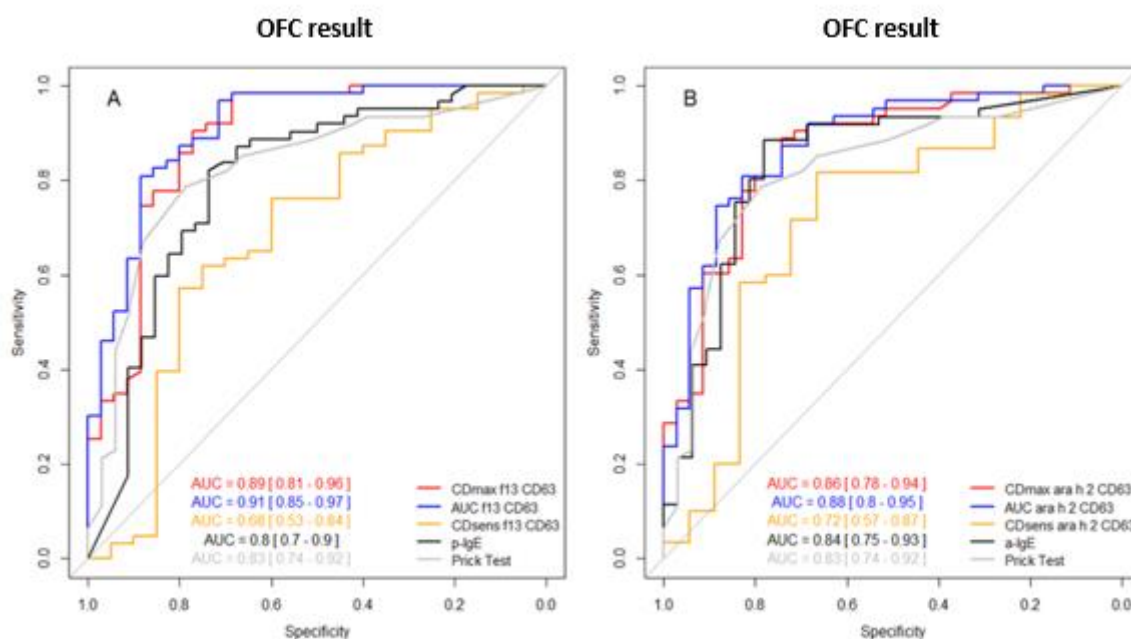 OFC result
OFC result
A
B
Sensitivity
1.0
0.8
0.6
0.4
0.2
0.0
AUC = 0.89 [ 0.81 - 0.96 ]
AUC = 0.91 [ 0.85 - 0.97 ]
AUC = 0.68 [ 0.53 - 0.84 ]
AUC = 0.8 [ 0.7 - 0.9 ]
AUC = 0.83 [ 0.74 - 0.92 ]
CDmax f13 CD63
AUC f13 CD63
CDsens f13 CD63
p-IgE
Prick Test
1.0 0.8 0.6 0.4 0.2 0.0
Specificity
Sensitivity
1.0
0.8
0.6
0.4
0.2
0.0
AUC = 0.86 [ 0.78 - 0.94 ]
AUC = 0.88 [ 0.8 - 0.95 ]
AUC = 0.72 [ 0.57 - 0.87 ]
AUC = 0.84 [ 0.75 - 0.93 ]
AUC = 0.83 [ 0.74 - 0.92 ]
CDmax ara h 2 CD63
AUC ara h 2 CD63
CDsens ara h 2 CD63
a-IgE
Prick Test
1.0 0.8 0.6 0.4 0.2 0.0
Specificity